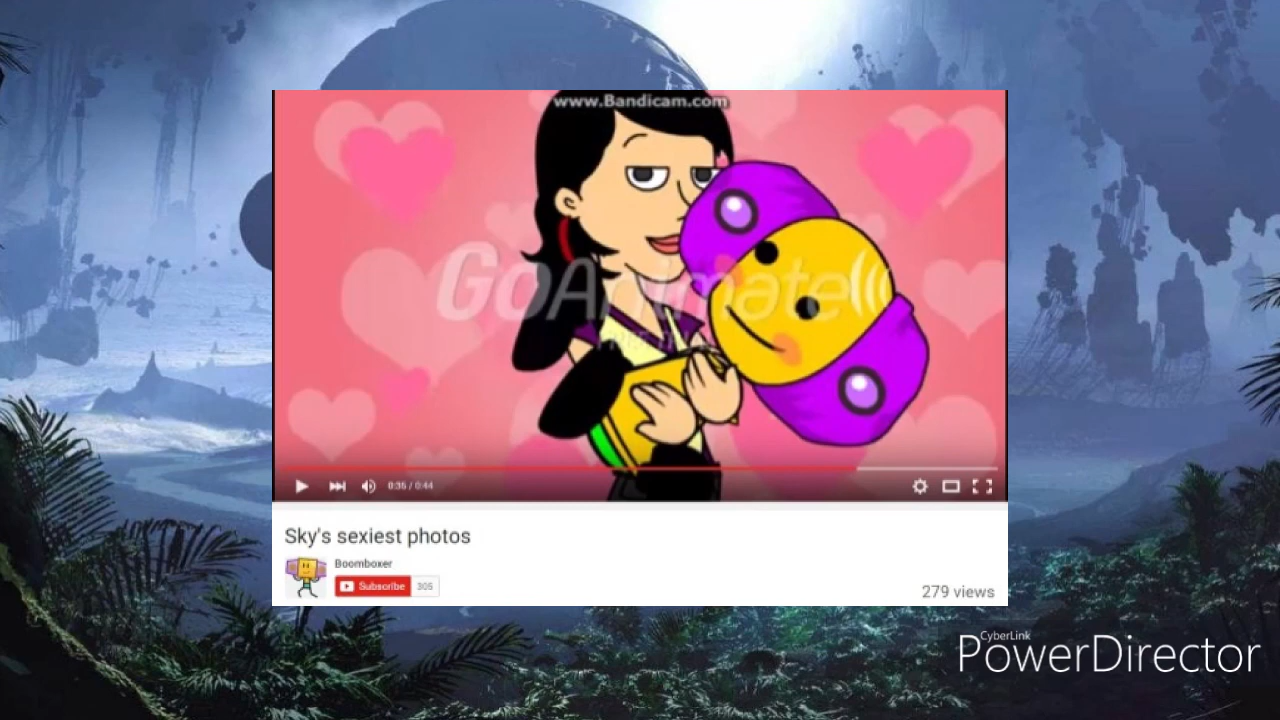 www.Bandicam.com
GoAnimate
0:35 / 0:44
Sky's sexiest photos
Boomboxer
Subscribe 305
279 views
CyberLink
PowerDirector